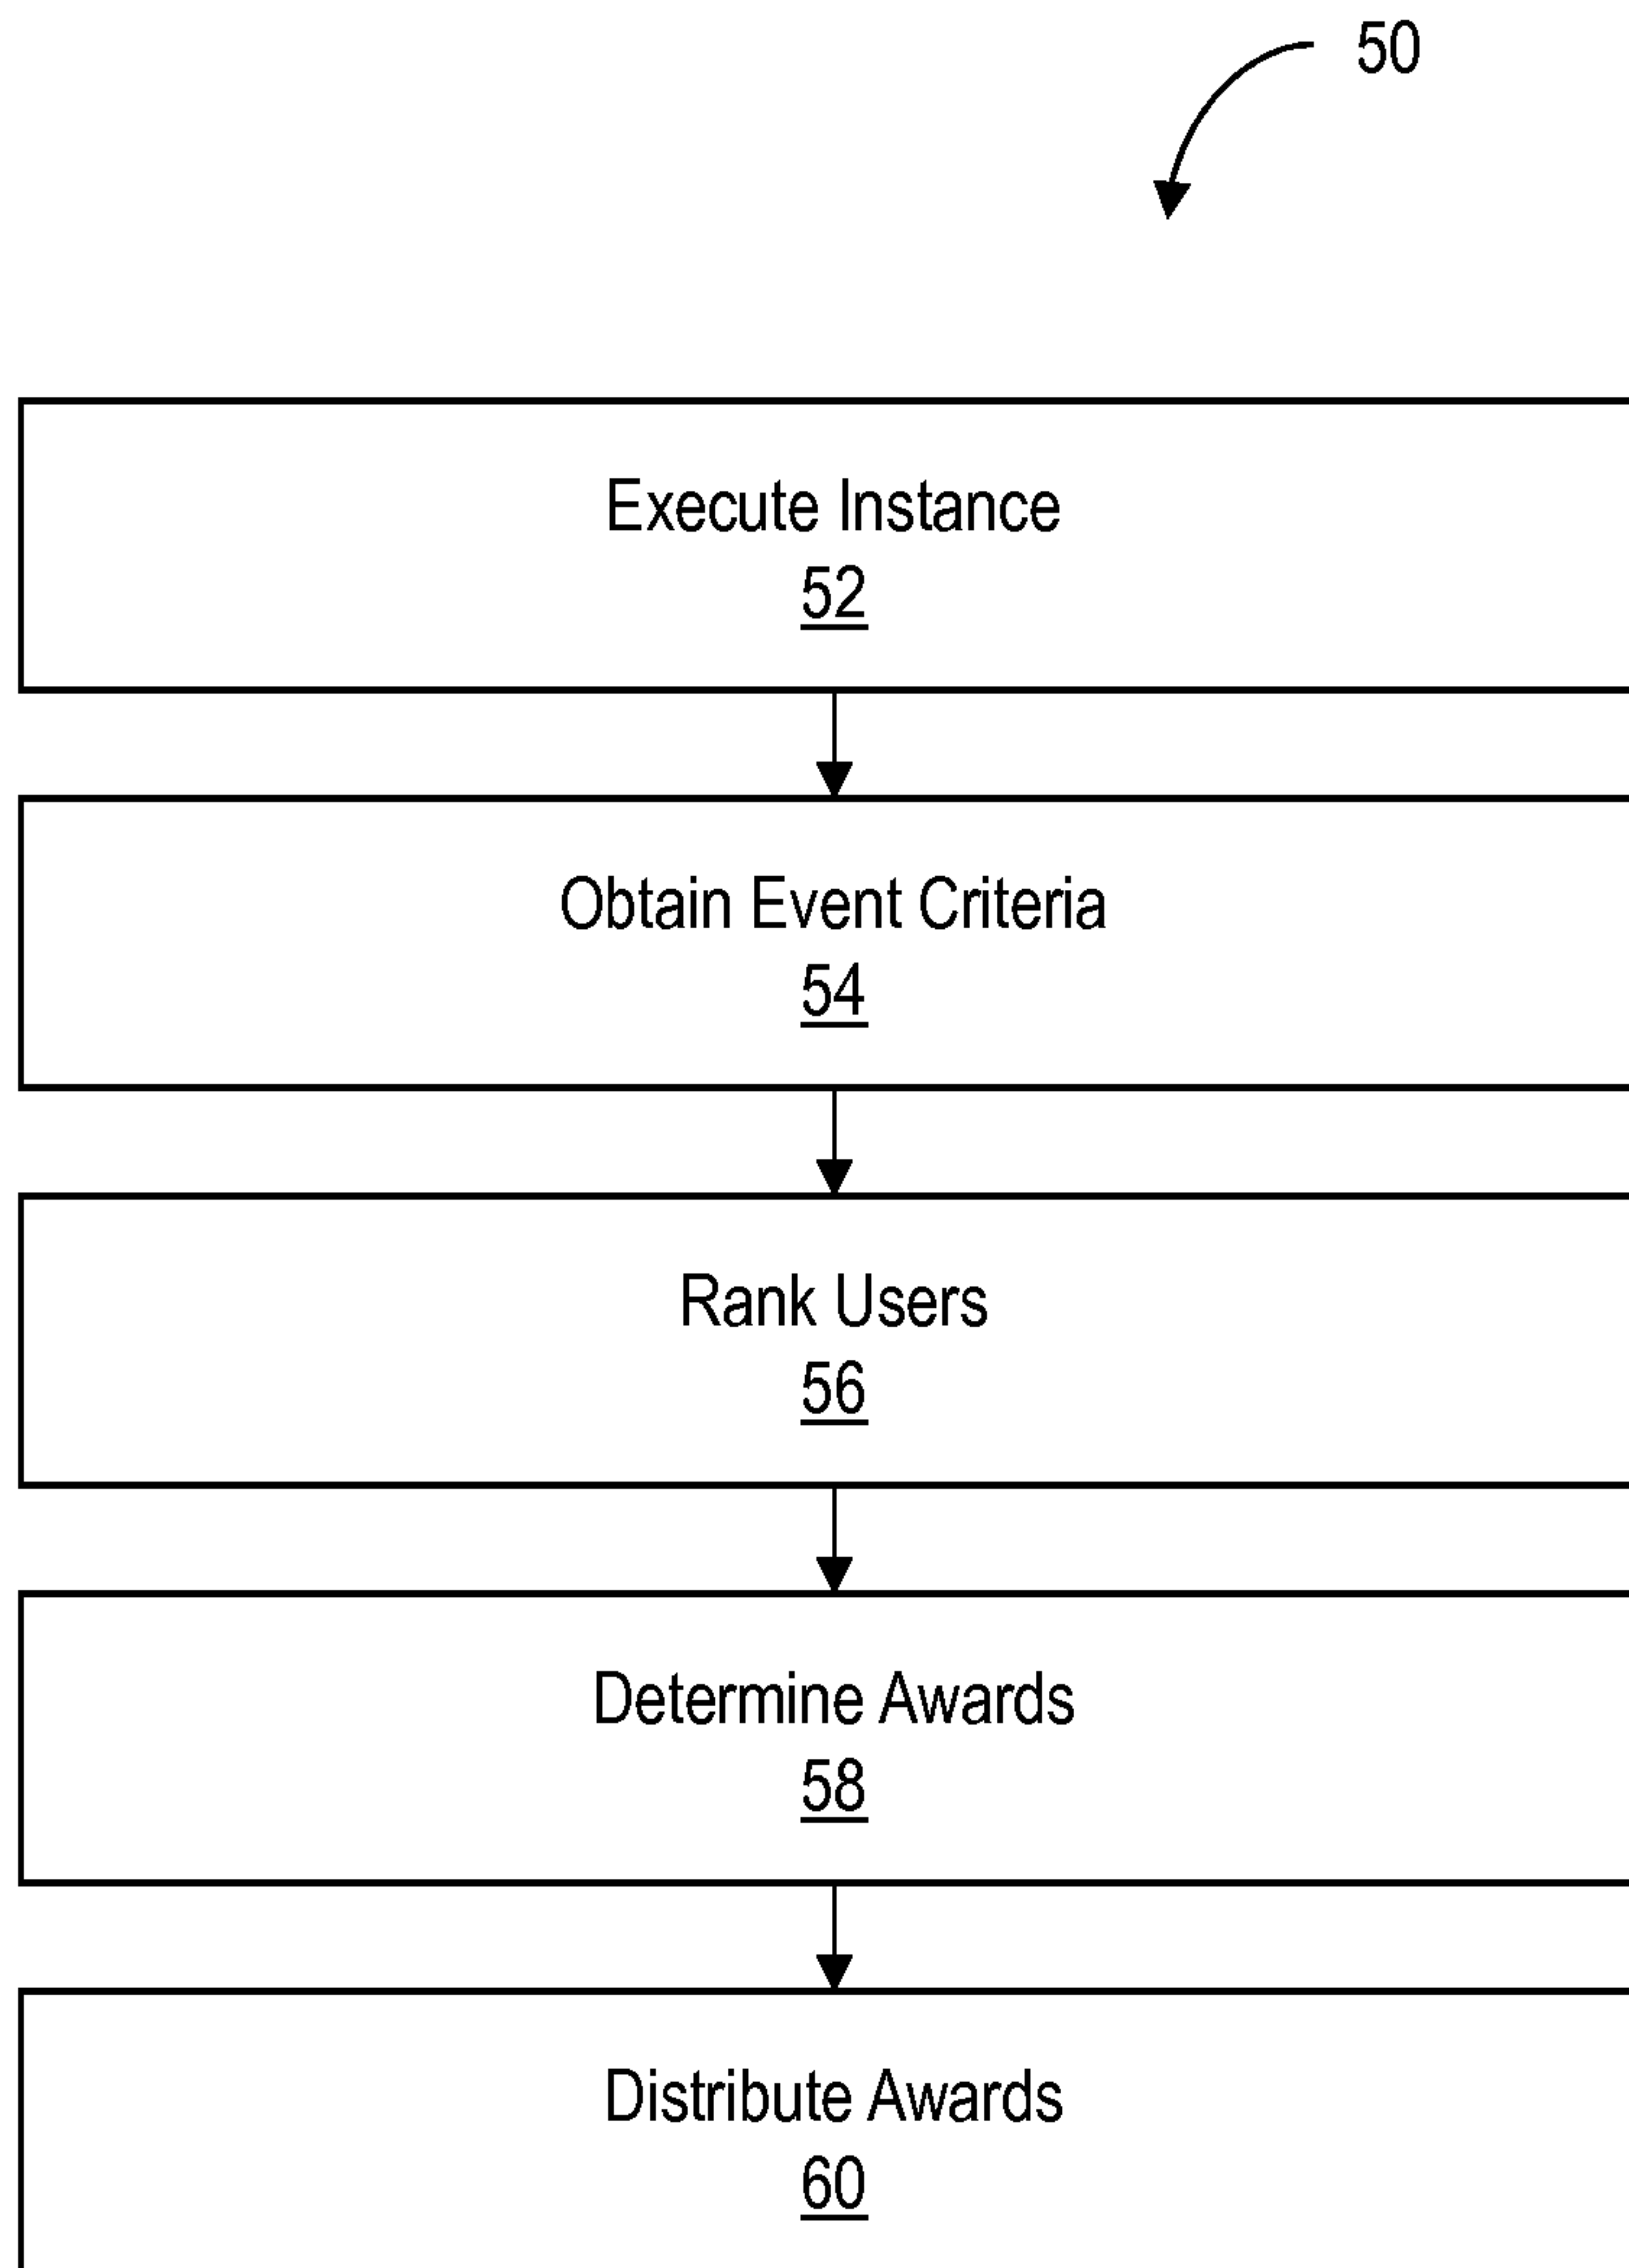 50
Execute Instance
52
Obtain Event Criteria
54
Rank Users
56
Determine Awards
58
Distribute Awards
60